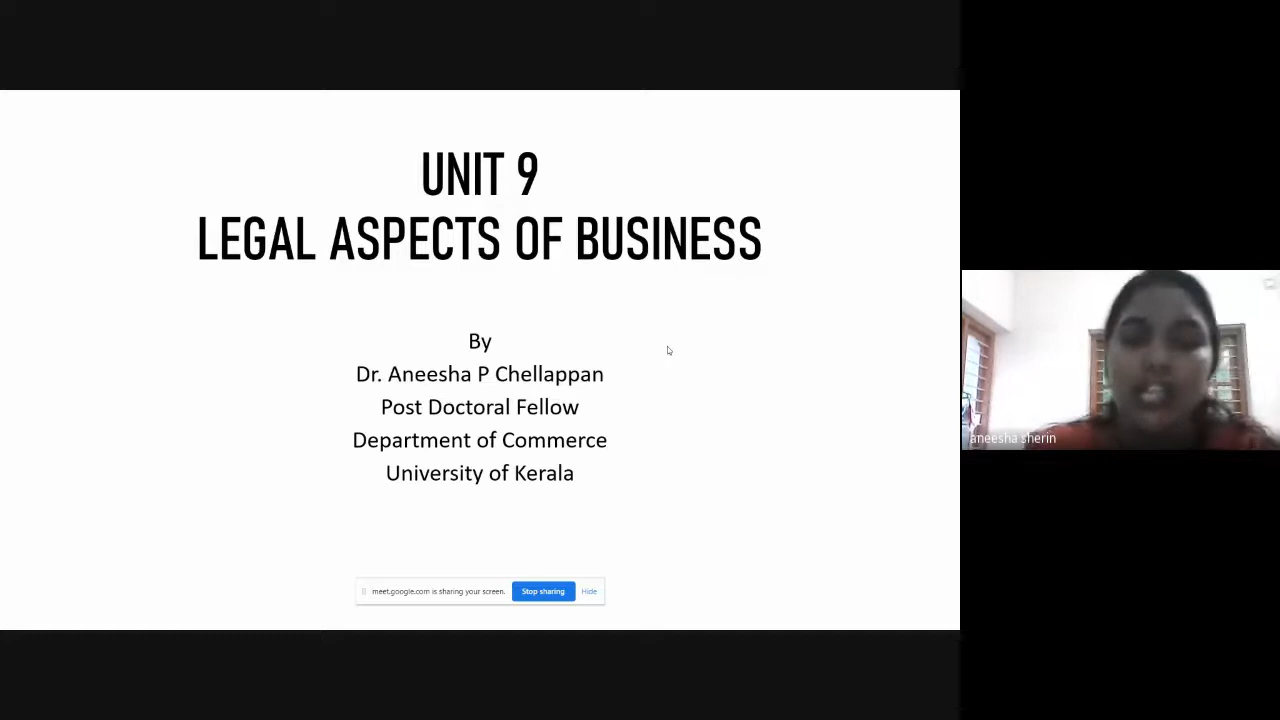 UNIT 9
LEGAL ASPECTS OF BUSINESS
By
Dr. Aneesha P Chellappan
Post Doctoral Fellow
Department of Commerce
University of Kerala
meet.google.com is sharing your screen. Stop sharing Hide
aneesha sherin